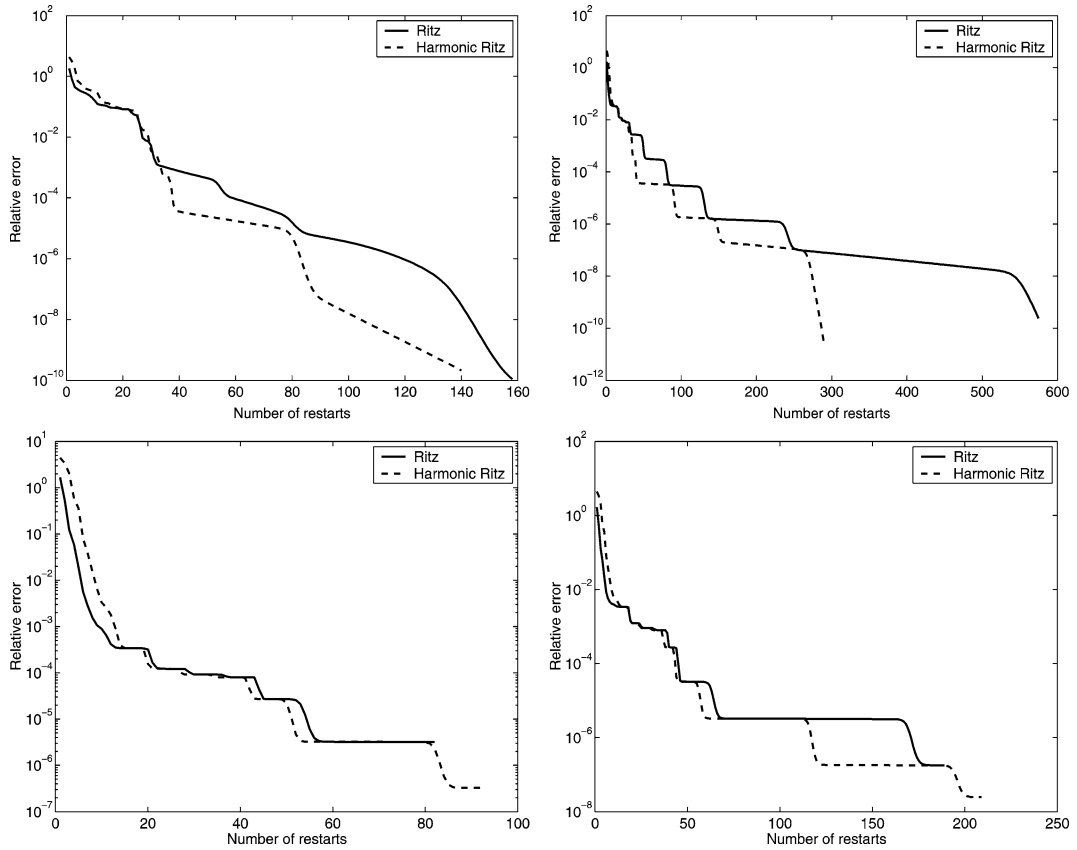 10^2
10^0
10^-2
10^-4
10^-6
10^-8
10^-10
0 20 40 60 80 100 120 140 160
Relative error
Number of restarts
Ritz
Harmonic Ritz
10^2
10^0
10^-2
10^-4
10^-6
10^-8
10^-10
10^-12
0 100 200 300 400 500 600
Relative error
Number of restarts
Ritz
Harmonic Ritz
10^1
10^0
10^-1
10^-2
10^-3
10^-4
10^-5
10^-6
10^-7
0 20 40 60 80 100
Relative error
Number of restarts
Ritz
Harmonic Ritz
10^2
10^0
10^-2
10^-4
10^-6
10^-8
0 50 100 150 200 250
Relative error
Number of restarts
Ritz
Harmonic Ritz